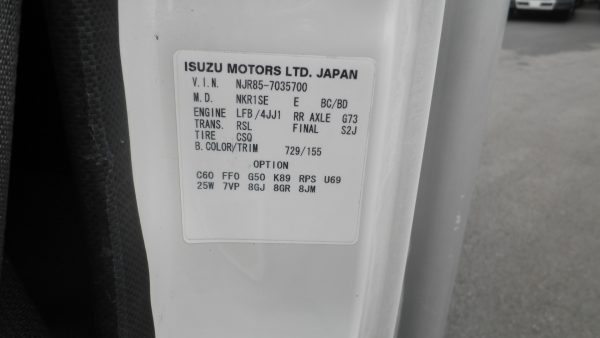 ISUZU MOTORS LTD. JAPAN
V.I.N. NJR85-7035700
M.D. NKR1SE E BC/BD
ENGINE LFB/4JJ1 RR AXLE G73
TRANS. RSL FINAL S2J
TIRE CSQ
B.COLOR/TRIM 729/155
OPTION
C60 FF0 G50 K89 RPS U69
25W 7VP 8GJ 8GR 8JM